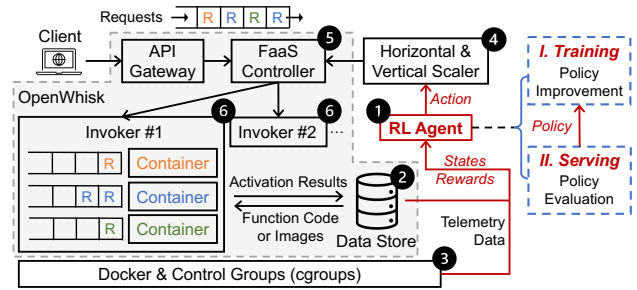 Requests
R R R R
Client
API
Gateway
FaaS
Controller
5
Horizontal &
Vertical Scaler
4
I. Training
Policy
Improvement
OpenWhisk
Action
6
6
1
Invoker #1
Invoker #2 ...
RL Agent
Policy
R
Container
States
Rewards
II. Serving
Policy
Evaluation
R R
Container
Activation Results
2
R
Container
Function Code
or Images
Data Store
Telemetry
Data
Docker & Control Groups (cgroups)
3